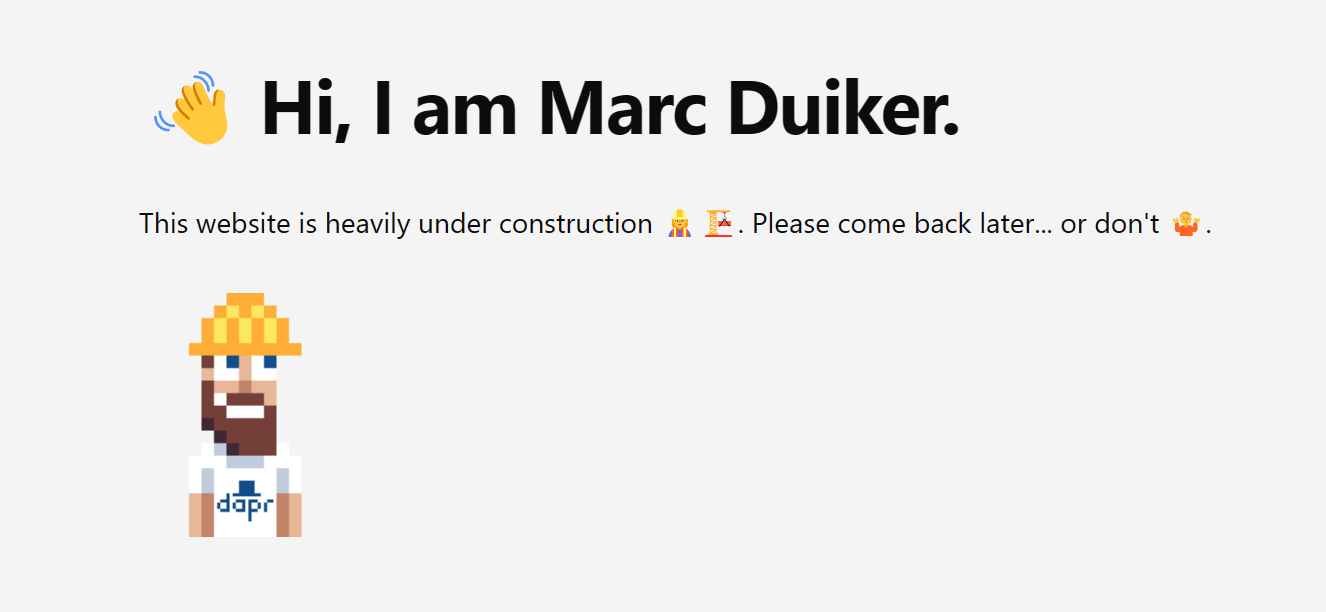 👋 Hi, I am Marc Duiker.
This website is heavily under construction 👷‍♀️ 🏗️. Please come back later... or don't 🤷.
dapr